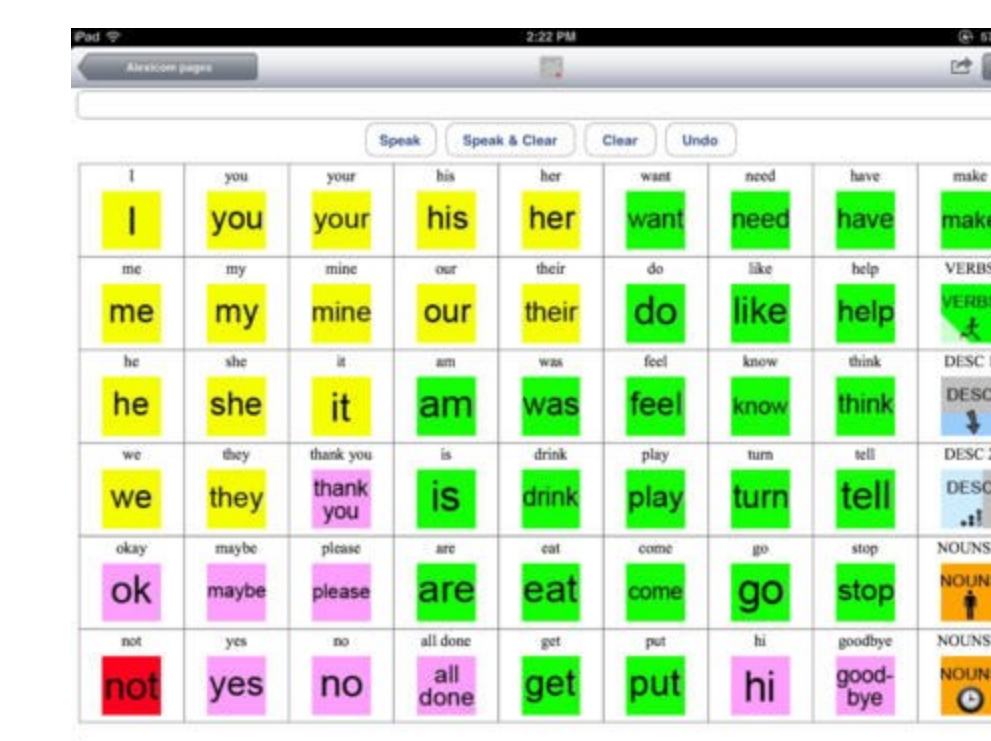 iPad 2:22 PM
Alexicom pages
Speak Speak & Clear Clear Undo
I you your his her want need have make
I you your his her want need have make
me my mine our their do like help VERBS
me my mine our their do like help VERBS
he she it am was feel know think DESC
he she it am was feel know think DESC
we they thank you is drink play turn tell DESC 2
we they thank you is drink play turn tell DESC
okay maybe please are eat come go stop NOUNS
ok maybe please are eat come go stop NOUN
not yes no all done get put hi goodbye NOUNS
not yes no all done get put hi good-bye NOUN